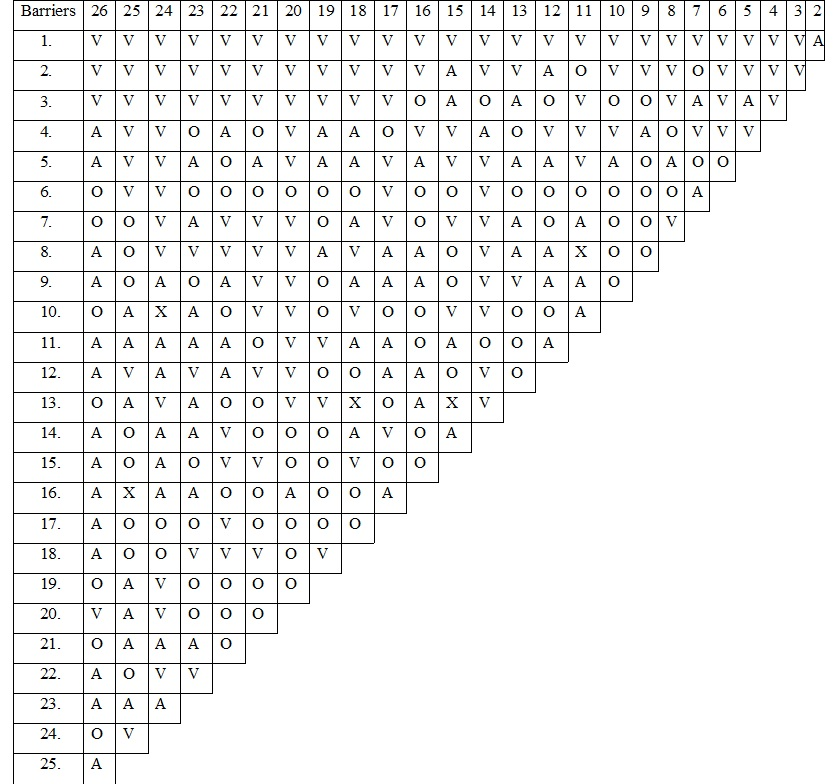 Barriers 26 25 24 23 22 21 20 19 18 17 16 15 14 13 12 11 10 9 8 7 6 5 4 3 2
1. V V V V V V V V V V V V V V V V V V V V V V V V A
2. V V V V V V V V V V V A V V A O V V V O V V V V
3. V V V V V V V V V V O A O A O V O O V A V A V
4. A V V O A O V A A O V V A O V V V A O V V V
5. A V V A O A V A A V A V V A A V A O A O O
6. O V V O O O O O O V O O V O O O O O O A
7. O O V A V V V O A V O V V A O A O O V
8. A O V V V V V A V A A O V A A X O O
9. A O A O A V V O A A A O V V A A O
10. O A X A O V V O V O O V V O O A
11. A A A A A O V V A A O A O O A
12. A V A V A V V O O A A O V O
13. O A V A O O V V X O A X V
14. A O A A V O O O A V O A
15. A O A O V V O O V O O
16. A X A A O O A O O A
17. A O O O V O O O O
18. A O O V V V O V
19. O A V O O O O
20. V A V O O O
21. O A A A O
22. A O V V
23. A A A
24. O V
25. A